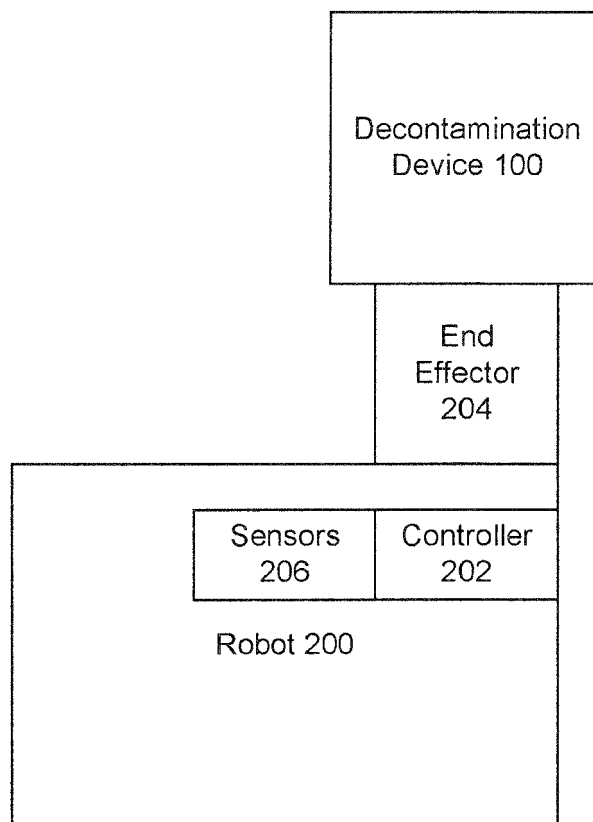 Decontamination
Device 100
End
Effector
204
Sensors
206
Controller
202
Robot 200